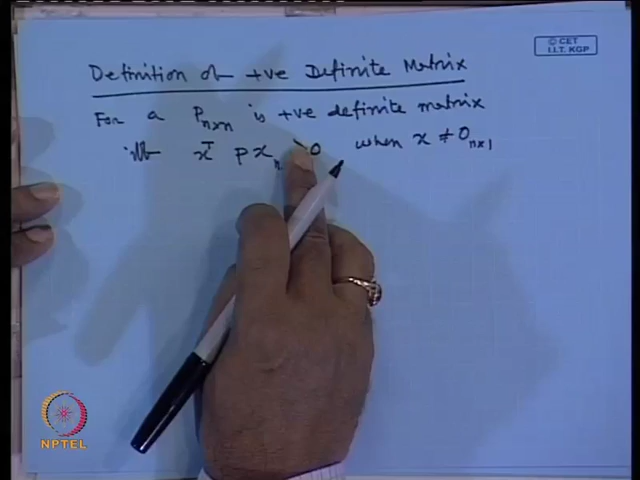 © CET
I.I.T. KGP
Definition of +ve Definite Matrix
For a Pn×n is +ve definite matrix
iff xT P x > 0 when x ≠ 0n×1
NPTEL